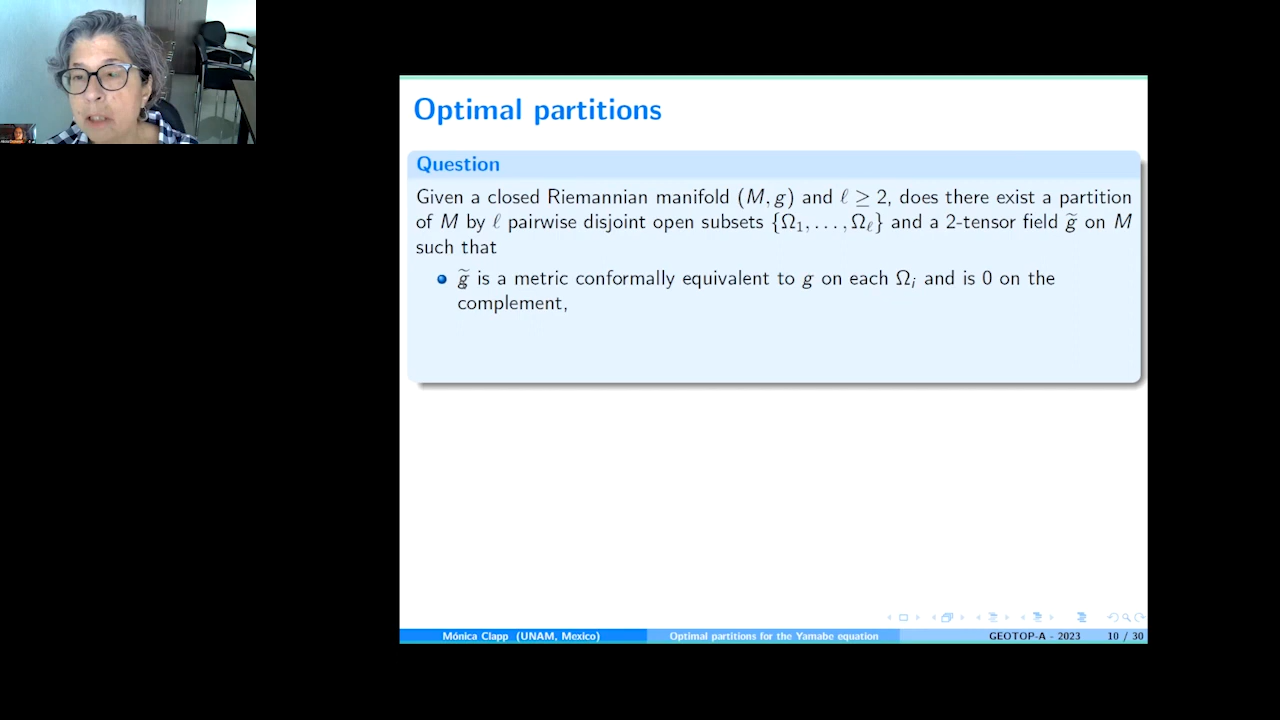 Optimal partitions
Question
Given a closed Riemannian manifold (M, g) and ℓ ≥ 2, does there exist a partition
of M by ℓ pairwise disjoint open subsets {Ω₁, . . . , Ω_ℓ} and a 2-tensor field g̃ on M
such that
g̃ is a metric conformally equivalent to g on each Ωᵢ and is 0 on the
complement,
Mónica Clapp (UNAM, Mexico) Optimal partitions for the Yamabe equation GEOTOP-A - 2023 10 / 30